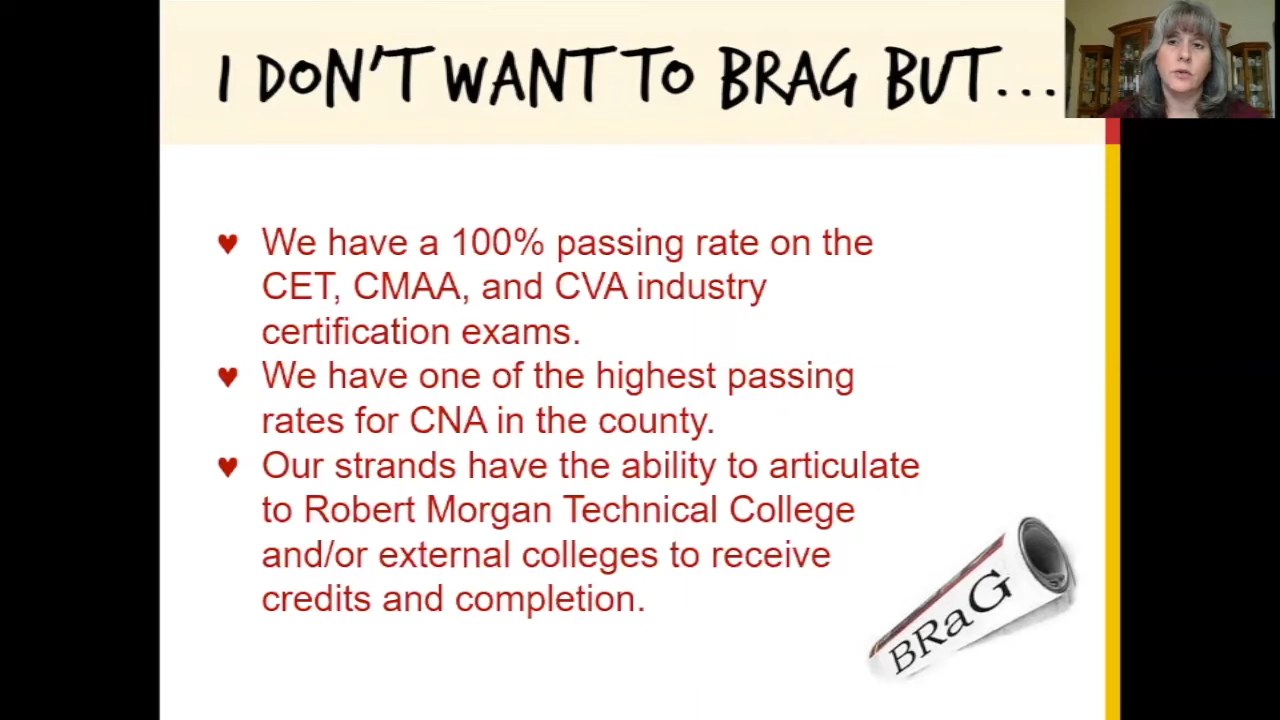 I DON'T WANT TO BRAG BUT...
♥ We have a 100% passing rate on the
CET, CMAA, and CVA industry
certification exams.
♥ We have one of the highest passing
rates for CNA in the county.
♥ Our strands have the ability to articulate
to Robert Morgan Technical College
and/or external colleges to receive
credits and completion.
BRaG